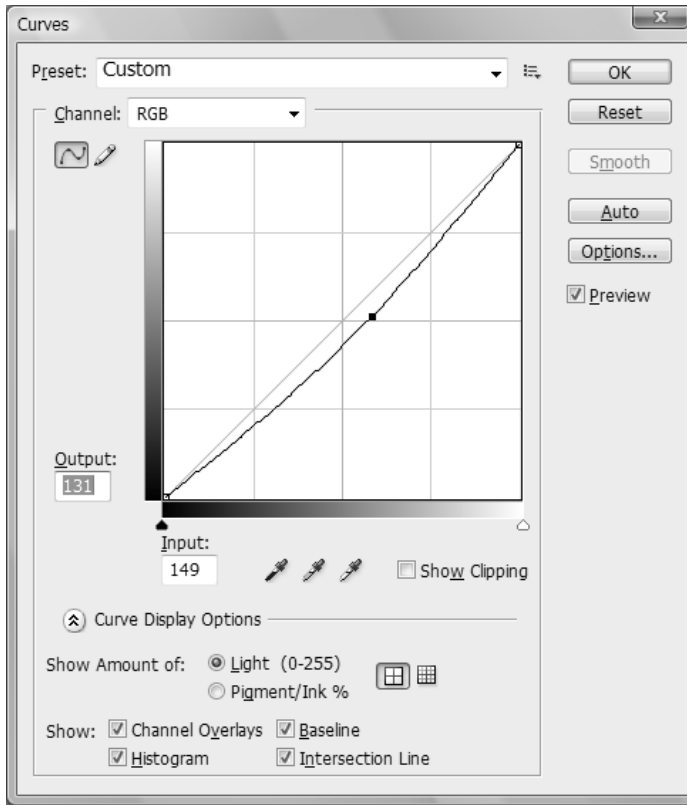 Curves
Preset: Custom
OK
Channel: RGB
Reset
Smooth
Auto
Options...
Preview
Output:
131
Input:
149
Show Clipping
Curve Display Options
Show Amount of: Light (0-255)
Pigment/Ink %
Show: Channel Overlays Baseline
Histogram Intersection Line